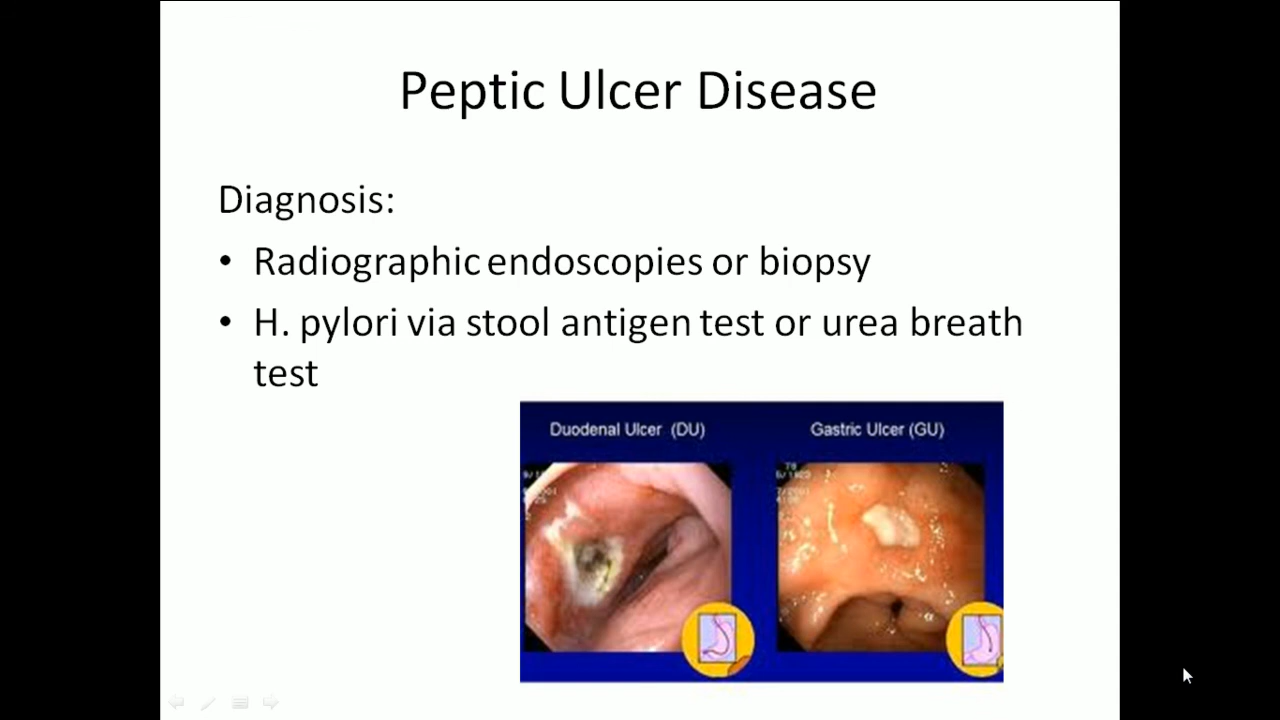 Peptic Ulcer Disease
Diagnosis:
• Radiographic endoscopies or biopsy
• H. pylori via stool antigen test or urea breath
test
Duodenal Ulcer (DU)
Gastric Ulcer (GU)